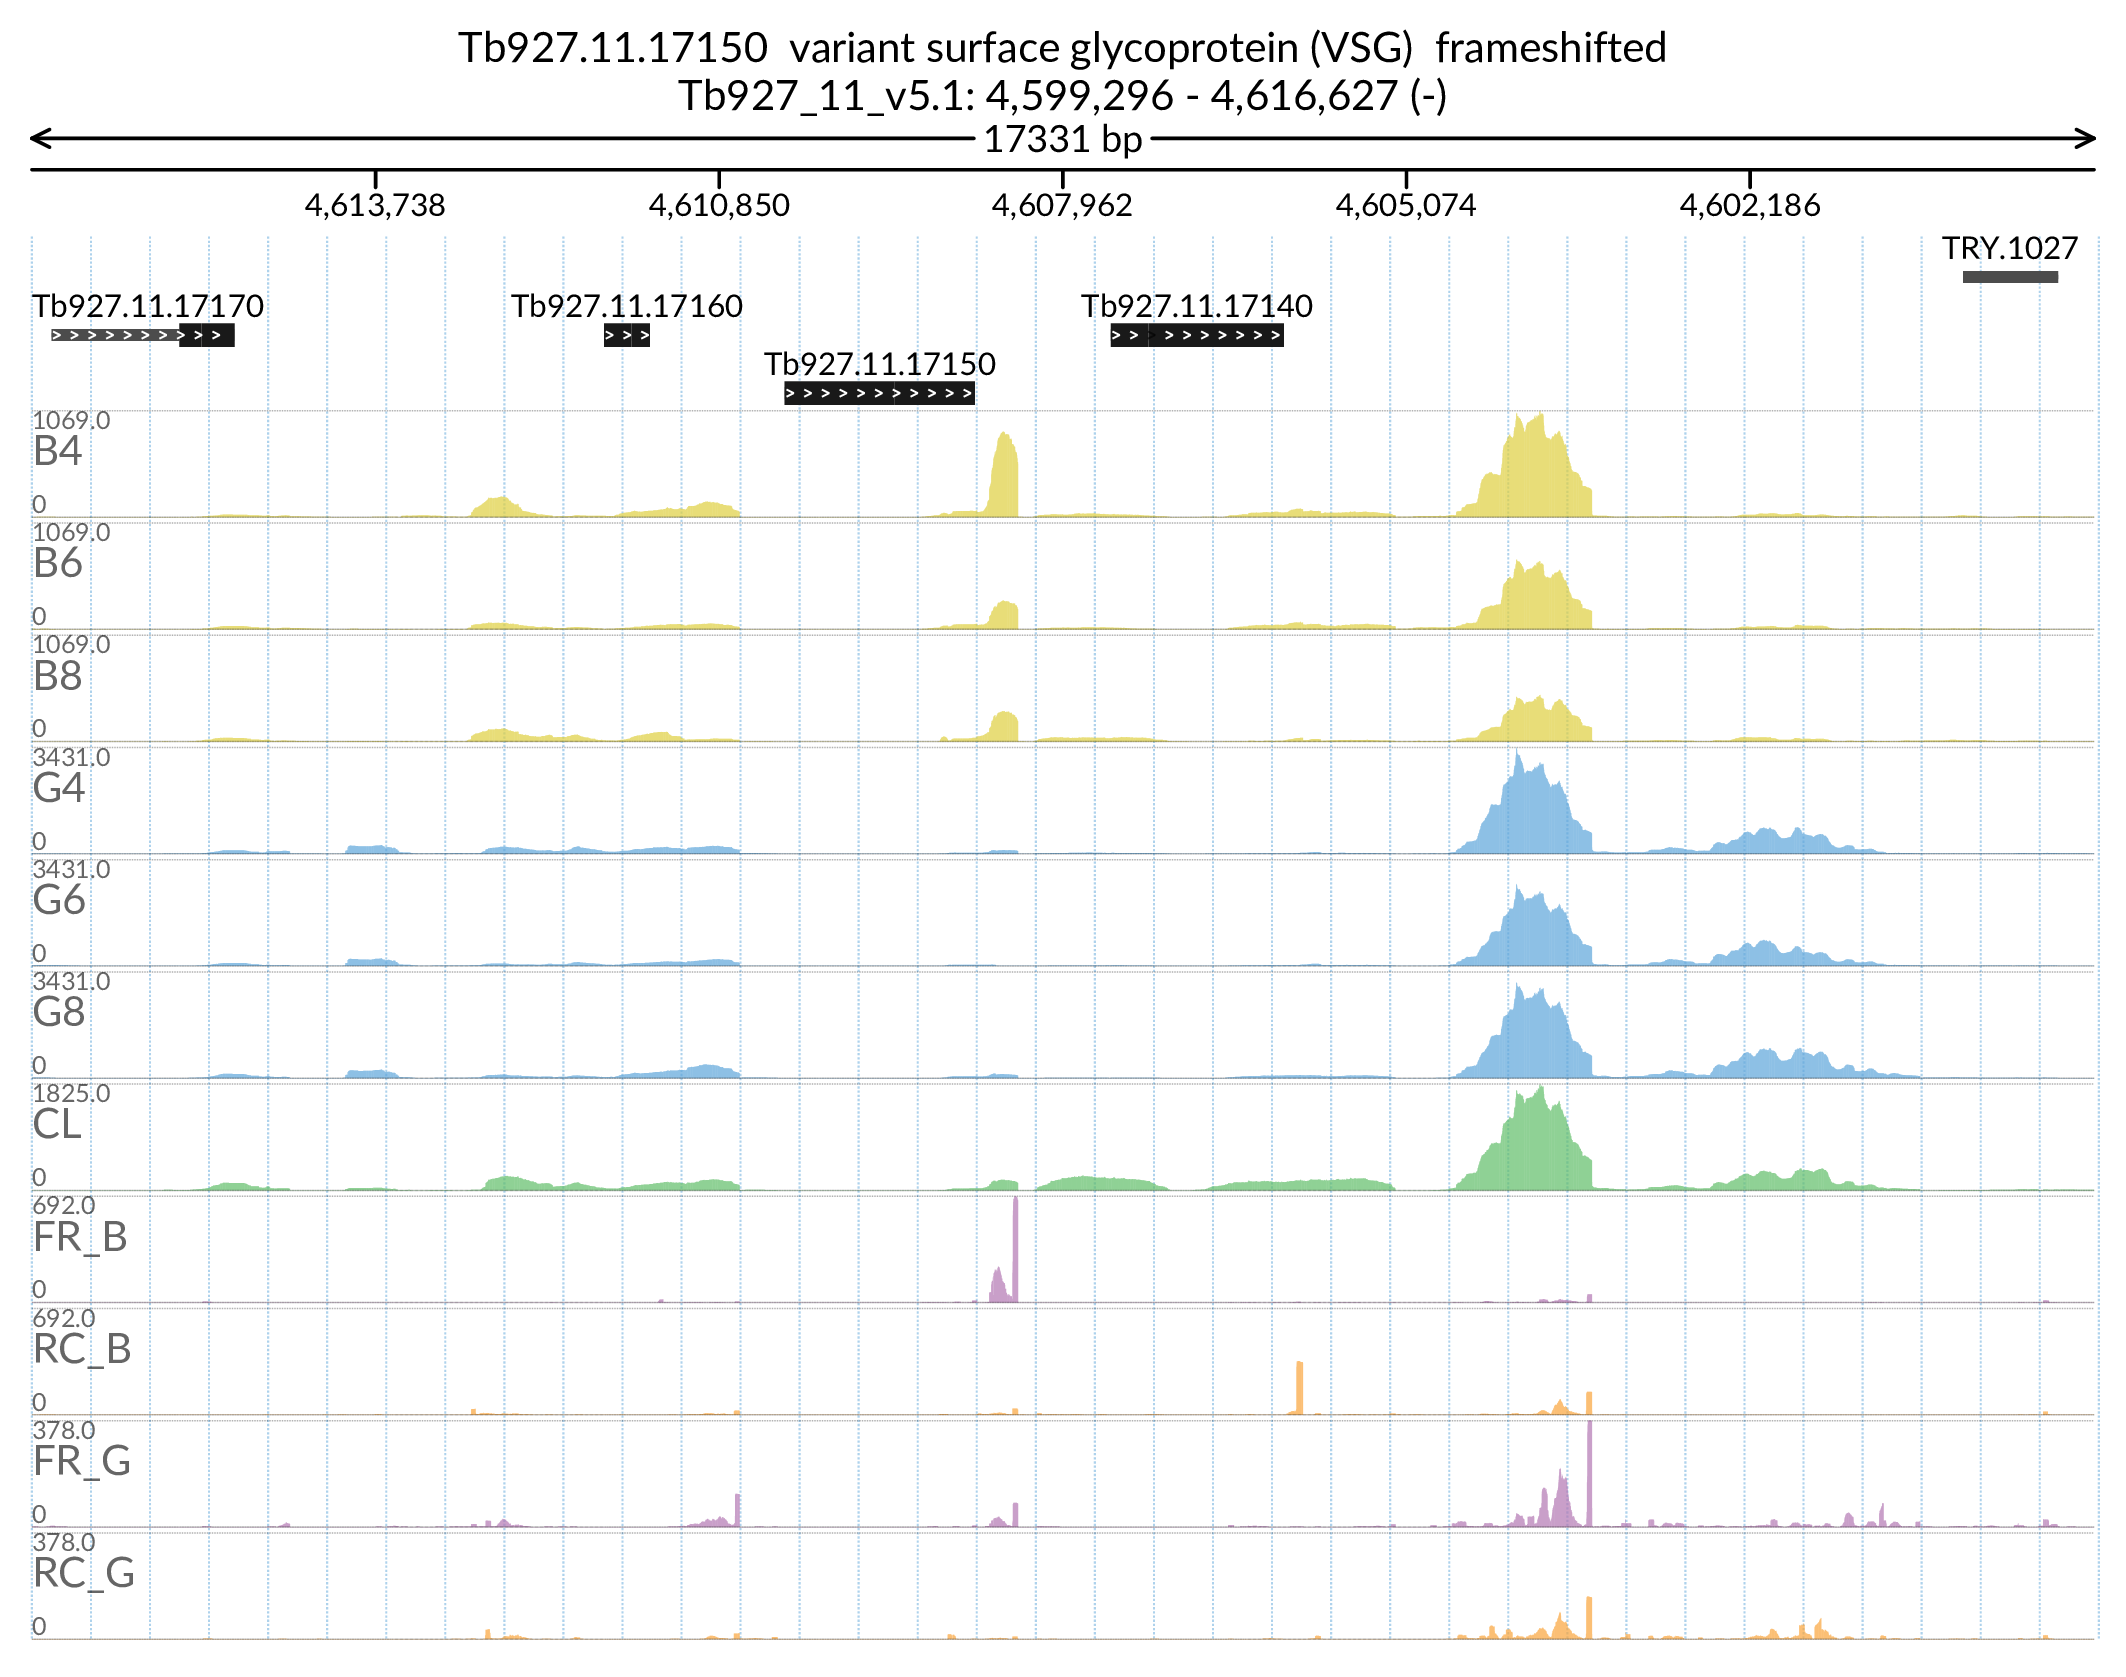 Tb927.11.17150  variant surface glycoprotein (VSG)  frameshifted
Tb927_11_v5.1: 4,599,296 - 4,616,627 (-)
17331 bp
4,613,738 4,610,850 4,607,962 4,605,074 4,602,186
TRY.1027
Tb927.11.17170 Tb927.11.17160 Tb927.11.17140
Tb927.11.17150
1069.0
B4
0
1069.0
B6
0
1069.0
B8
0
3431.0
G4
0
3431.0
G6
0
3431.0
G8
0
1825.0
CL
0
692.0
FR_B
0
692.0
RC_B
0
378.0
FR_G
0
378.0
RC_G
0